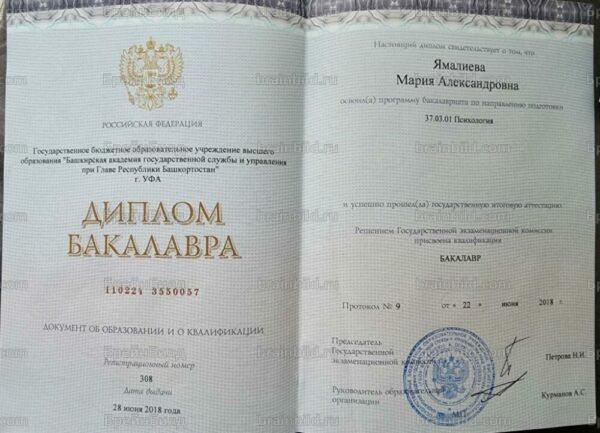 РОССИЙСКАЯ ФЕДЕРАЦИЯ
Государственное бюджетное образовательное учреждение высшего
образования "Башкирская академия государственной службы и управления
при Главе Республики Башкортостан"
г. УФА
ДИПЛОМ
БАКАЛАВРА
110224 3550057
ДОКУМЕНТ ОБ ОБРАЗОВАНИИ И О КВАЛИФИКАЦИИ
Регистрационный номер
308
Дата выдачи
28 июня 2018 года
Настоящий диплом свидетельствует о том, что
Ямалиева
Мария Александровна
освоил(а) программу бакалавриата по направлению подготовки
37.03.01 Психология
и успешно прошел(ла) государственную итоговую аттестацию
Решением Государственной экзаменационной комиссии
присвоена квалификация
БАКАЛАВР
Протокол № 9 от « 22 » июня 2018 г.
Председатель
Государственной
экзаменационной комиссии
Петрова Н.И.
Руководитель образовательной
организации
Курманов А.С.
М.П.
БрейнБилд
brainbild.ru